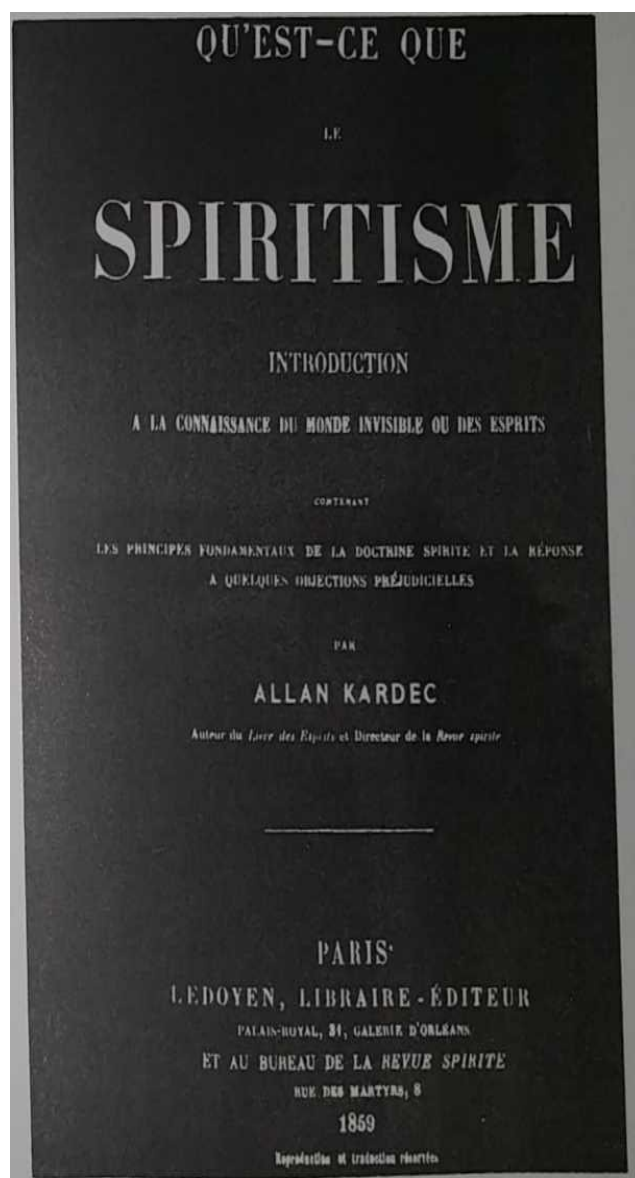 QU'EST-CE QUE
LE
SPIRITISME
INTRODUCTION
A LA CONNAISSANCE DU MONDE INVISIBLE OU DES ESPRITS
CONTENANT
LES PRINCIPES FONDAMENTAUX DE LA DOCTRINE SPIRITE ET LA RÉPONSE
A QUELQUES OBJECTIONS PRÉJUDICIELLES
PAR
ALLAN KARDEC
Auteur du Livre des Esprits et Directeur de la Revue spirite
PARIS
LEDOYEN, LIBRAIRE-ÉDITEUR
PALAIS-ROYAL, 31, GALERIE D'ORLÉANS
ET AU BUREAU DE LA REVUE SPIRITE
RUE DES MARTYRS, 8
1859
Reproduction et traduction réservées